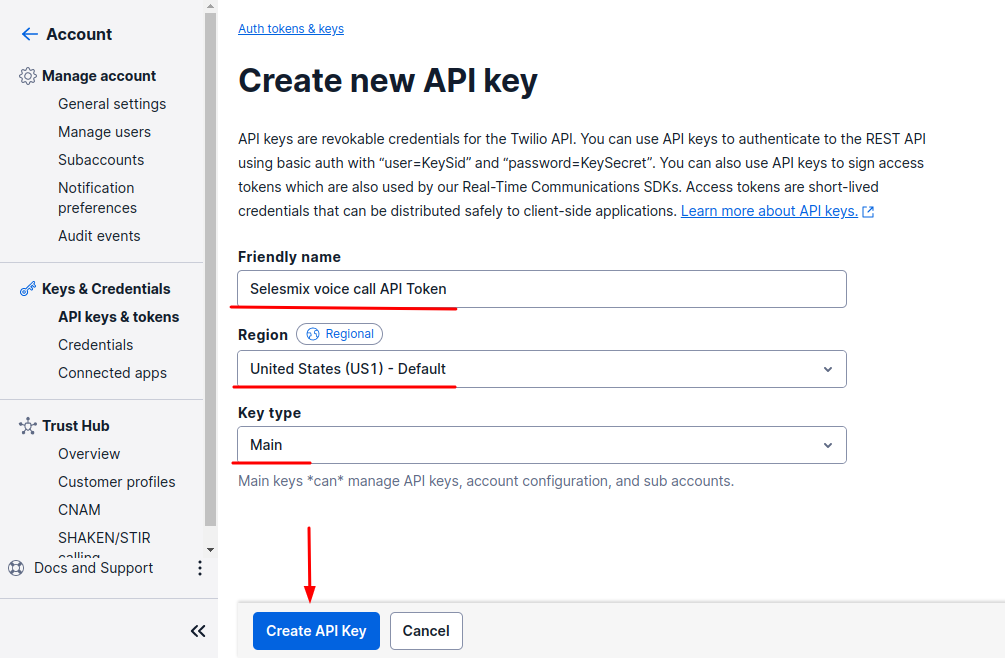 Account
Manage account
General settings
Manage users
Subaccounts
Notification
preferences
Audit events
Keys & Credentials
API keys & tokens
Credentials
Connected apps
Trust Hub
Overview
Customer profiles
CNAM
SHAKEN/STIR
calling
Docs and Support
Auth tokens & keys
Create new API key
API keys are revokable credentials for the Twilio API. You can use API keys to authenticate to the REST API
using basic auth with “user=KeySid” and “password=KeySecret”. You can also use API keys to sign access
tokens which are also used by our Real-Time Communications SDKs. Access tokens are short-lived
credentials that can be distributed safely to client-side applications. Learn more about API keys.
Friendly name
Selesmix voice call API Token
Region Regional
United States (US1) - Default
Key type
Main
Main keys *can* manage API keys, account configuration, and sub accounts.
Create API Key Cancel